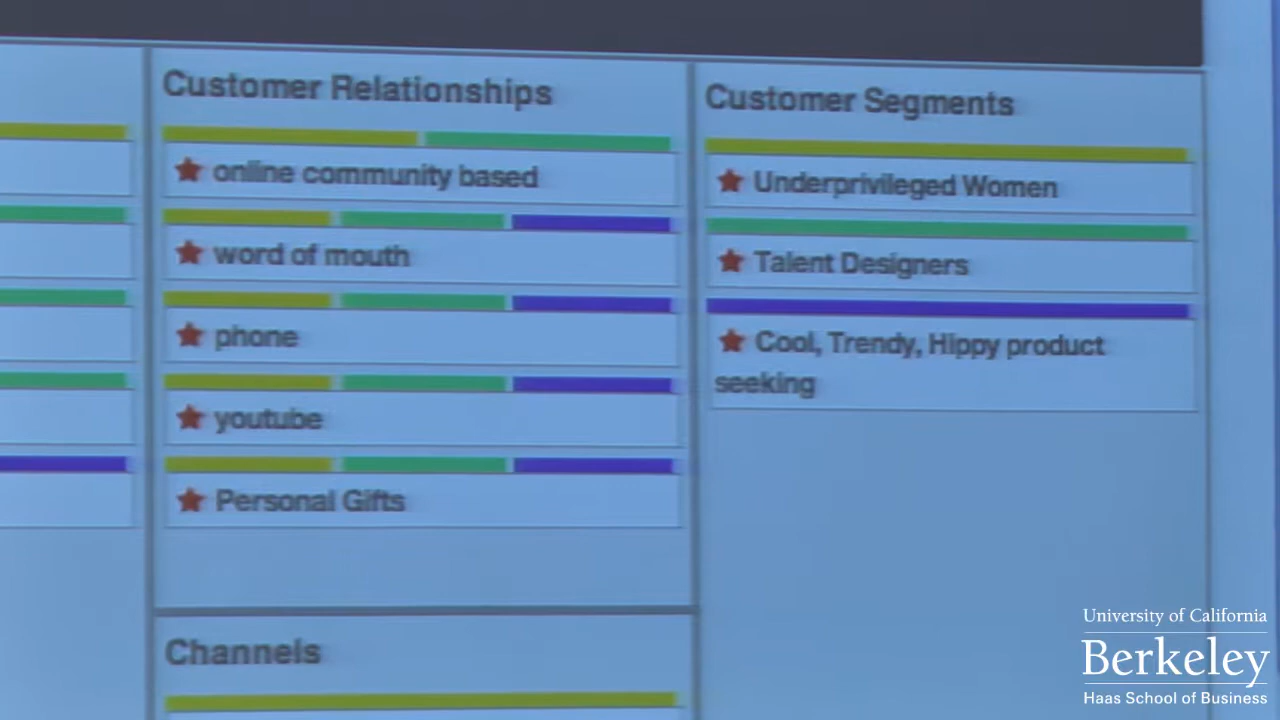 Customer Relationships
online community based
word of mouth
phone
youtube
Personal Gifts
Channels
Customer Segments
Underprivileged Women
Talent Designers
Cool, Trendy, Hippy product
seeking
University of California
Berkeley
Haas School of Business